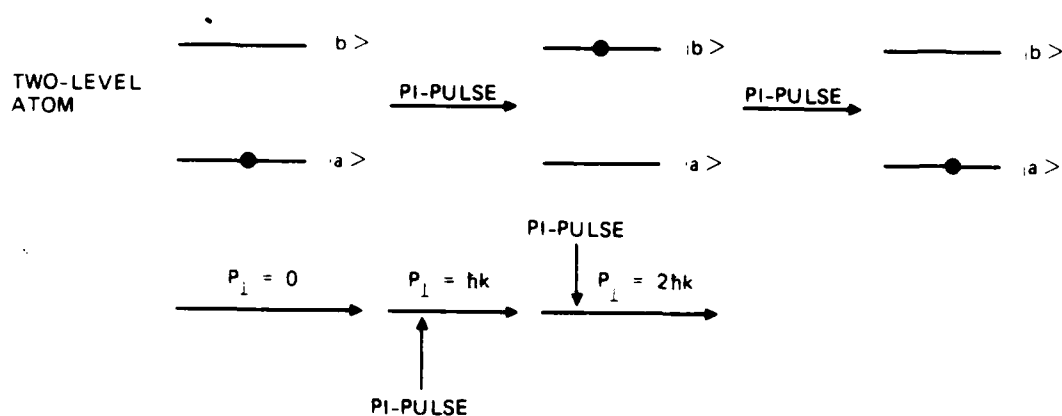 b > |b > |b >
TWO-LEVEL
ATOM
PI-PULSE PI-PULSE
|a > |a > |a >
PI-PULSE
P⊥ = 0 P⊥ = ħk P⊥ = 2ħk
PI-PULSE